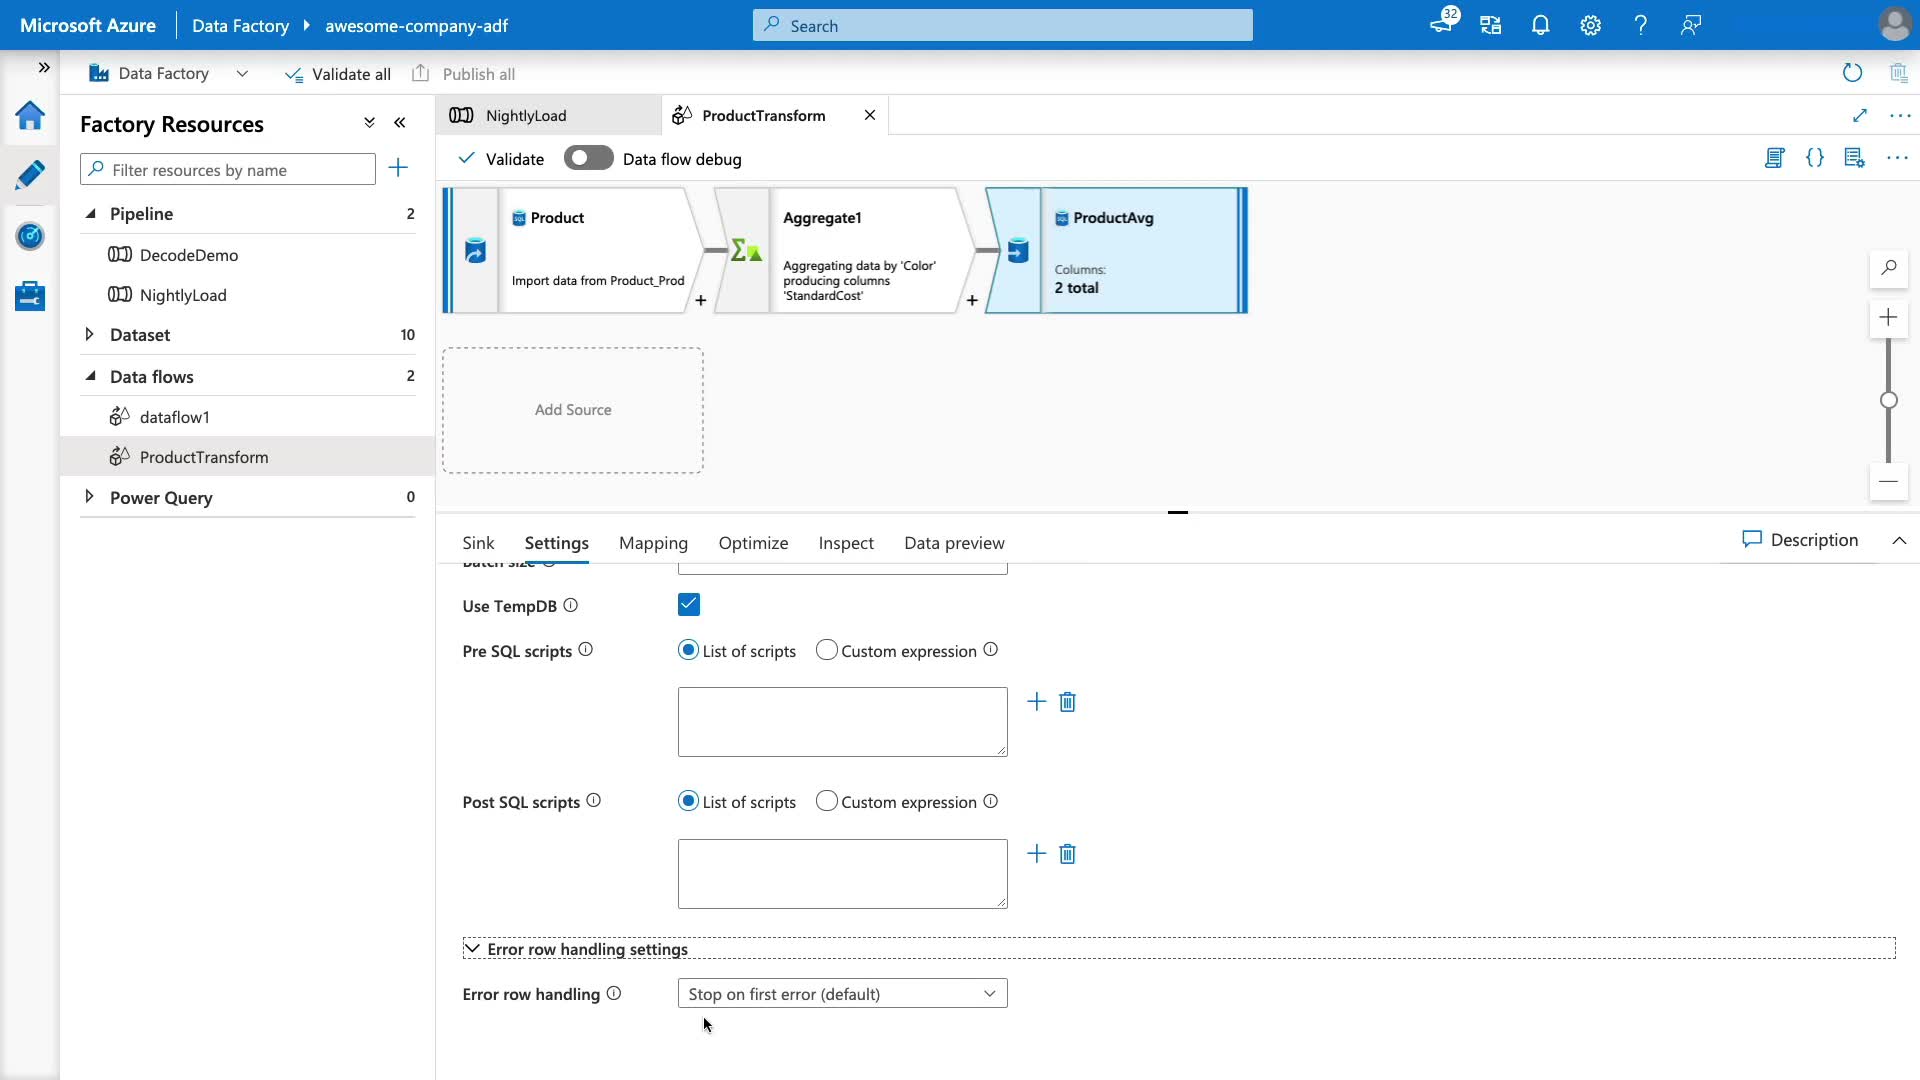 Microsoft Azure
Data Factory
awesome-company-adf
Search
32
Data Factory
Validate all
Publish all
Factory Resources
Filter resources by name
Pipeline 2
DecodeDemo
NightlyLoad
Dataset 10
Data flows 2
dataflow1
ProductTransform
Power Query 0
NightlyLoad
ProductTransform
Validate
Data flow debug
Product
Import data from Product_Prod
Aggregate1
Aggregating data by 'Color'
producing columns
'StandardCost'
ProductAvg
Columns:
2 total
Add Source
Sink
Settings
Mapping
Optimize
Inspect
Data preview
Description
Batch size
Use TempDB
Pre SQL scripts
List of scripts
Custom expression
Post SQL scripts
List of scripts
Custom expression
Error row handling settings
Error row handling
Stop on first error (default)